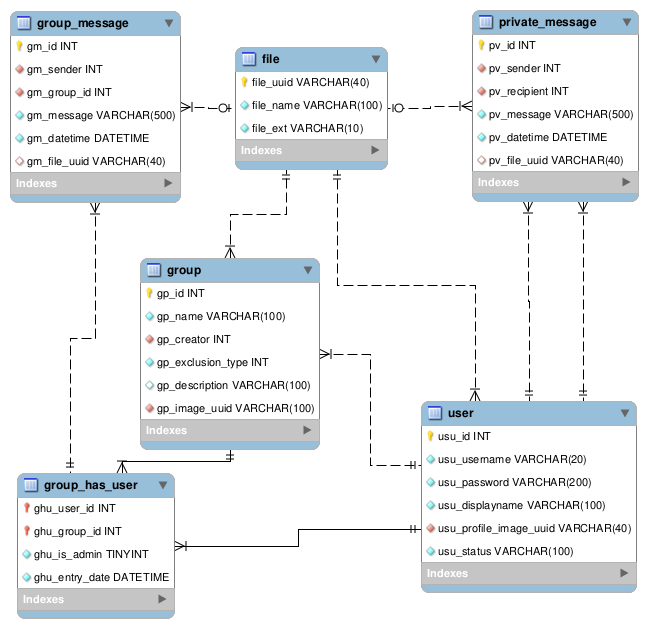 group_message
gm_id INT
gm_sender INT
gm_group_id INT
gm_message VARCHAR(500)
gm_datetime DATETIME
gm_file_uuid VARCHAR(40)
Indexes
file
file_uuid VARCHAR(40)
file_name VARCHAR(100)
file_ext VARCHAR(10)
Indexes
private_message
pv_id INT
pv_sender INT
pv_recipient INT
pv_message VARCHAR(500)
pv_datetime DATETIME
pv_file_uuid VARCHAR(40)
Indexes
group
gp_id INT
gp_name VARCHAR(100)
gp_creator INT
gp_exclusion_type INT
gp_description VARCHAR(100)
gp_image_uuid VARCHAR(100)
Indexes
user
usu_id INT
usu_username VARCHAR(20)
usu_password VARCHAR(200)
usu_displayname VARCHAR(100)
usu_profile_image_uuid VARCHAR(40)
usu_status VARCHAR(100)
Indexes
group_has_user
ghu_user_id INT
ghu_group_id INT
ghu_is_admin TINYINT
ghu_entry_date DATETIME
Indexes